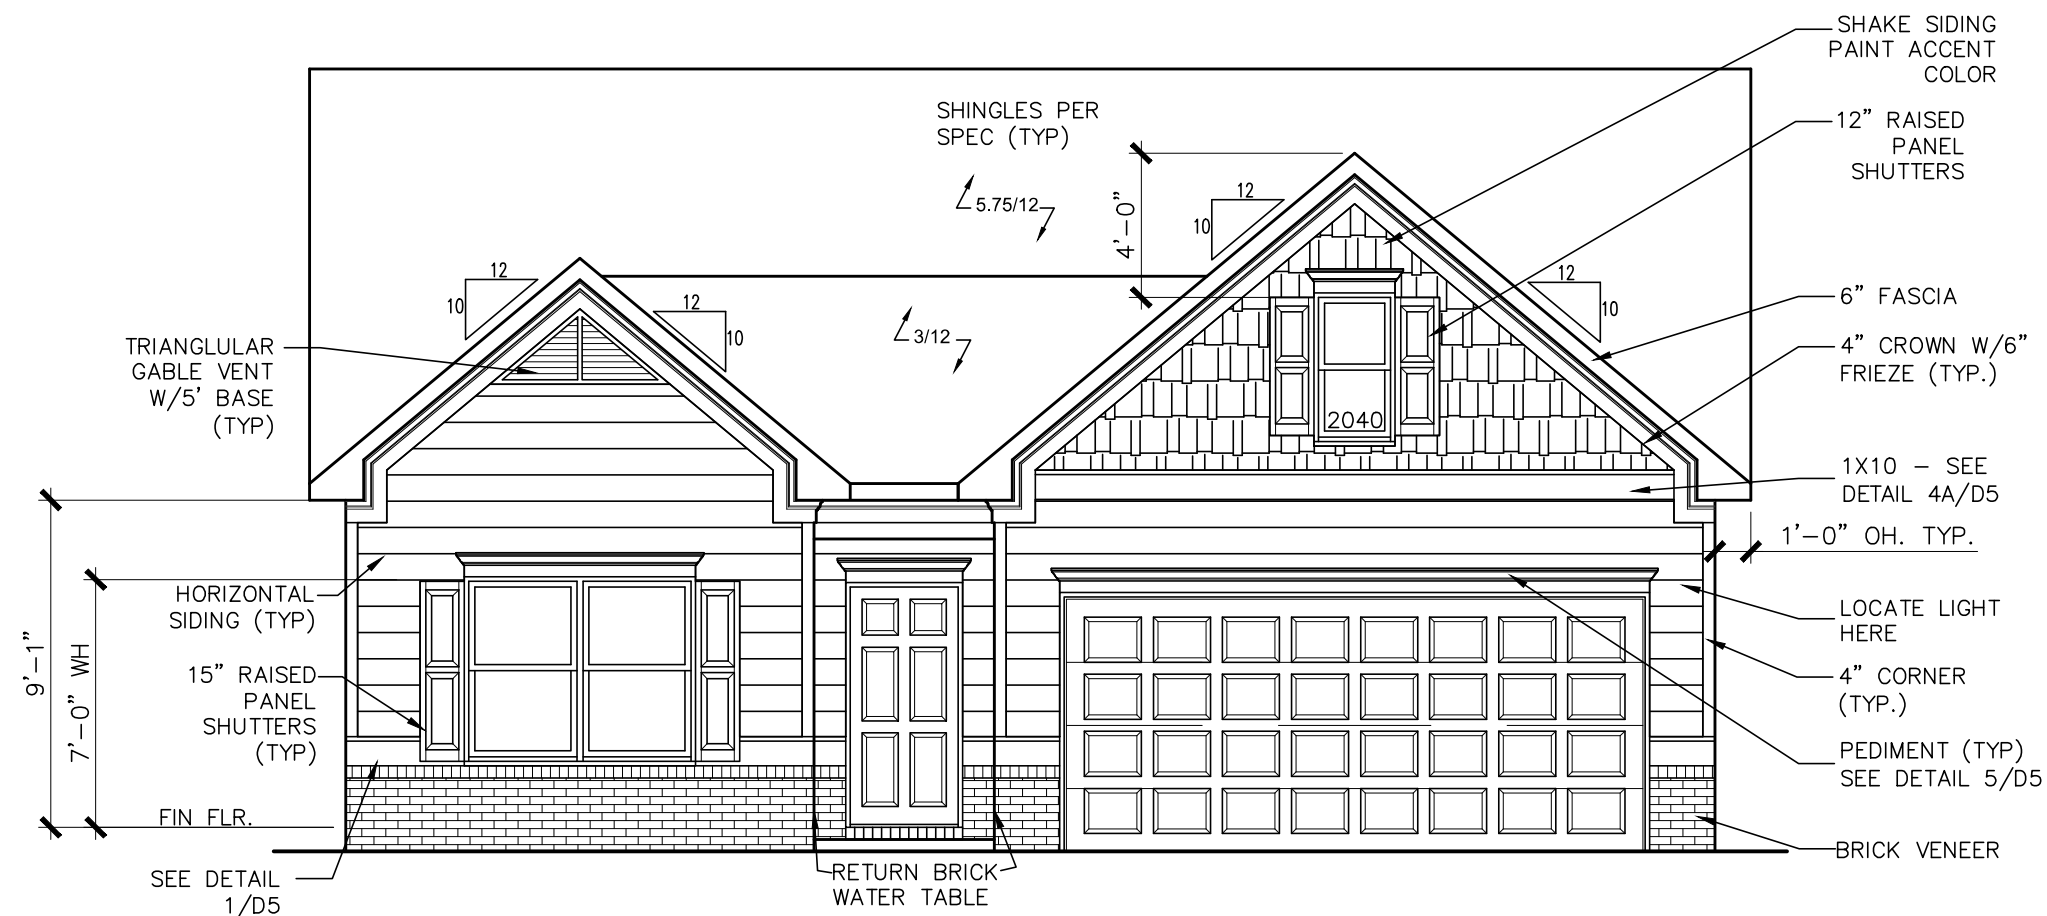 SHAKE SIDING
PAINT ACCENT
COLOR
SHINGLES PER
SPEC (TYP)
12” RAISED
PANEL
SHUTTERS
4’-0”
12
10
5.75/12
12
10
12
10
12
10
6” FASCIA
3/12
TRIANGLULAR
GABLE VENT
W/5’ BASE
(TYP)
4” CROWN W/6”
FRIEZE (TYP.)
2040
1X10 – SEE
DETAIL 4A/D5
1’-0” OH. TYP.
HORIZONTAL
SIDING (TYP)
LOCATE LIGHT
HERE
9’-1”
7’-0” WH
15” RAISED
PANEL
SHUTTERS
(TYP)
4” CORNER
(TYP.)
PEDIMENT (TYP)
SEE DETAIL 5/D5
FIN FLR.
BRICK VENEER
RETURN BRICK
WATER TABLE
SEE DETAIL
1/D5